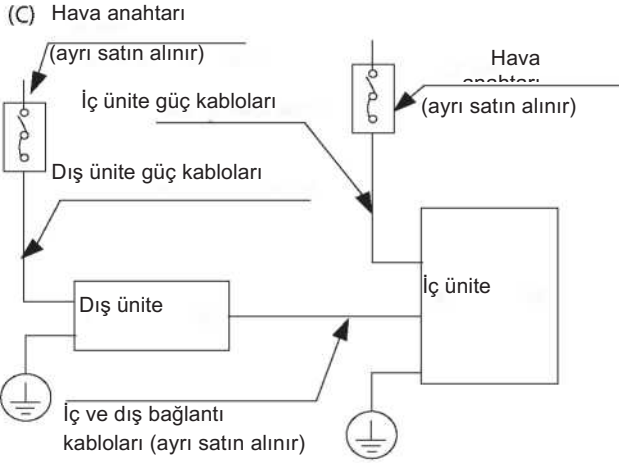 (C) Hava anahtarı
(ayrı satın alınır)
Hava
anahtarı
(ayrı satın alınır)
İç ünite güç kabloları
Dış ünite güç kabloları
Dış ünite
İç ünite
İç ve dış bağlantı
kabloları (ayrı satın alınır)